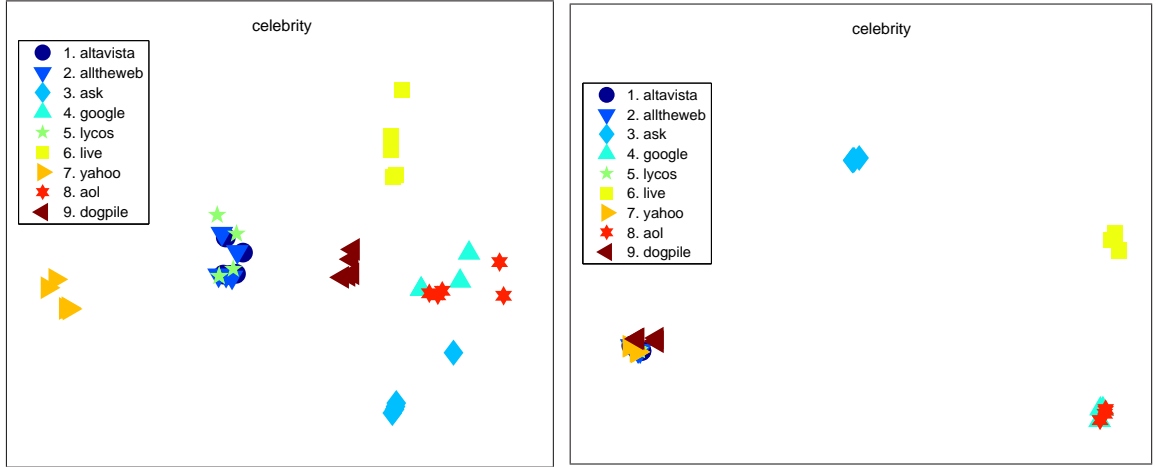 celebrity
1. altavista
2. alltheweb
3. ask
4. google
5. lycos
6. live
7. yahoo
8. aol
9. dogpile
celebrity
1. altavista
2. alltheweb
3. ask
4. google
5. lycos
6. live
7. yahoo
8. aol
9. dogpile